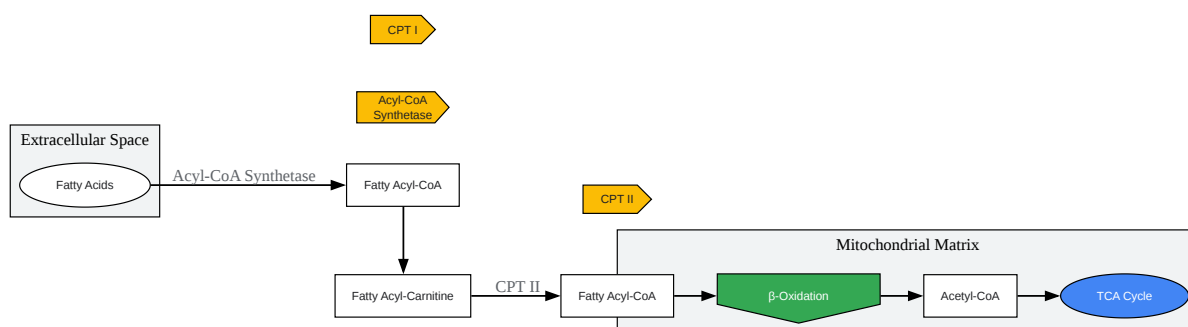 CPT I
Acyl-CoA
Synthetase
Extracellular Space
Fatty Acids
Acyl-CoA Synthetase
Fatty Acyl-CoA
CPT II
Mitochondrial Matrix
Fatty Acyl-Carnitine
CPT II
Fatty Acyl-CoA
β-Oxidation
Acetyl-CoA
TCA Cycle